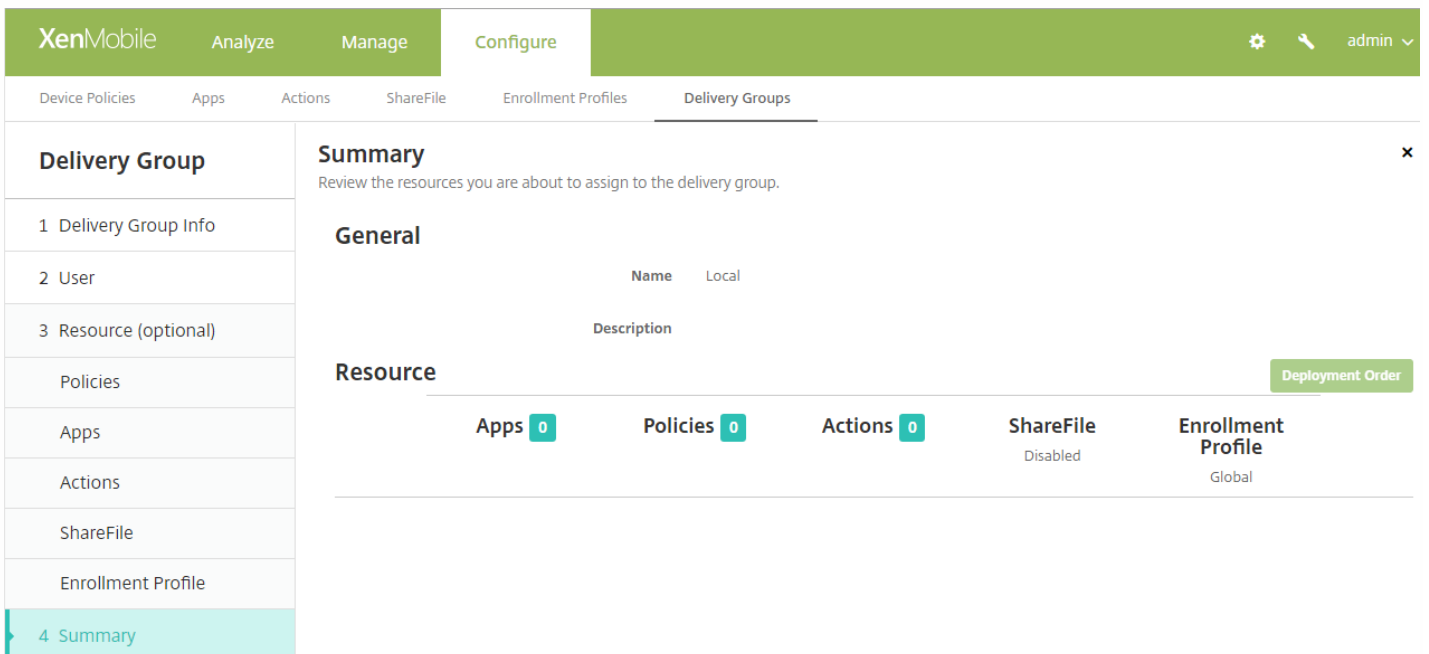 XenMobile Analyze Manage Configure admin
Device Policies Apps Actions ShareFile Enrollment Profiles Delivery Groups
Delivery Group
1 Delivery Group Info
2 User
3 Resource (optional)
Policies
Apps
Actions
ShareFile
Enrollment Profile
4 Summary
Summary
Review the resources you are about to assign to the delivery group.
General
Name Local
Description
Resource Deployment Order
Apps 0 Policies 0 Actions 0 ShareFile Enrollment
Profile
Disabled
Global